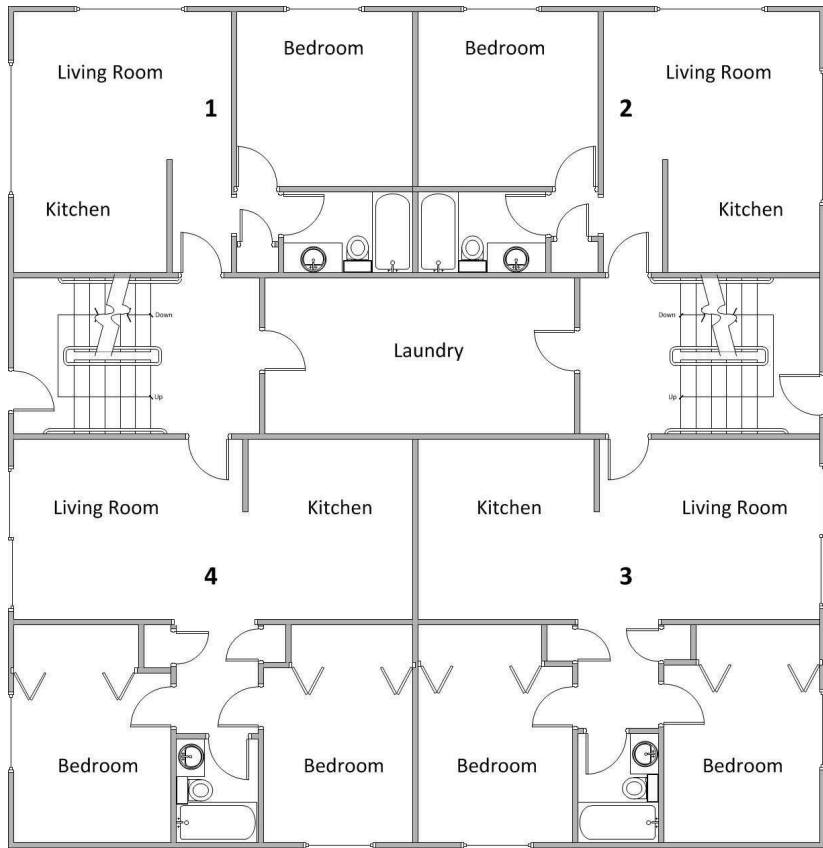 Bedroom
Bedroom
Living Room
Living Room
1
2
Kitchen
Kitchen
Down
Down
Laundry
Up
Up
Living Room
Kitchen
Kitchen
Living Room
4
3
Bedroom
Bedroom
Bedroom
Bedroom